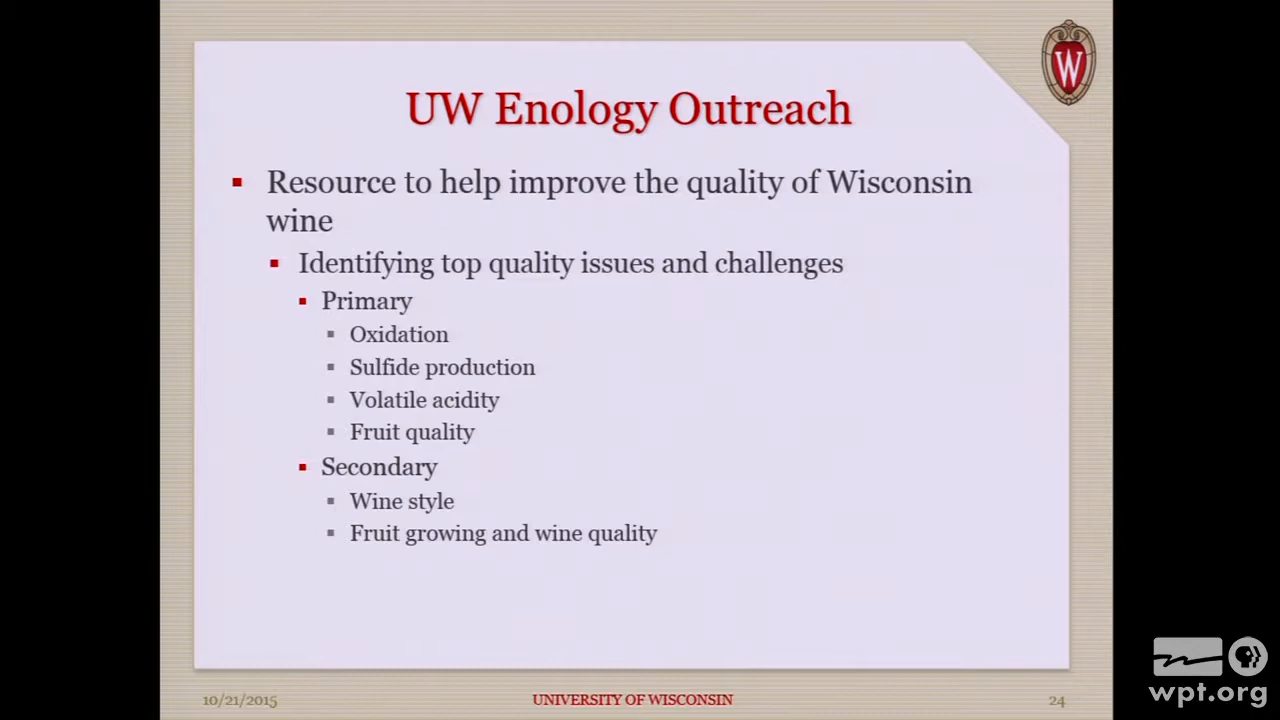 W
UW Enology Outreach
Resource to help improve the quality of Wisconsin
wine
Identifying top quality issues and challenges
Primary
Oxidation
Sulfide production
Volatile acidity
Fruit quality
Secondary
Wine style
Fruit growing and wine quality
10/21/2015
UNIVERSITY OF WISCONSIN
24
wpt.org